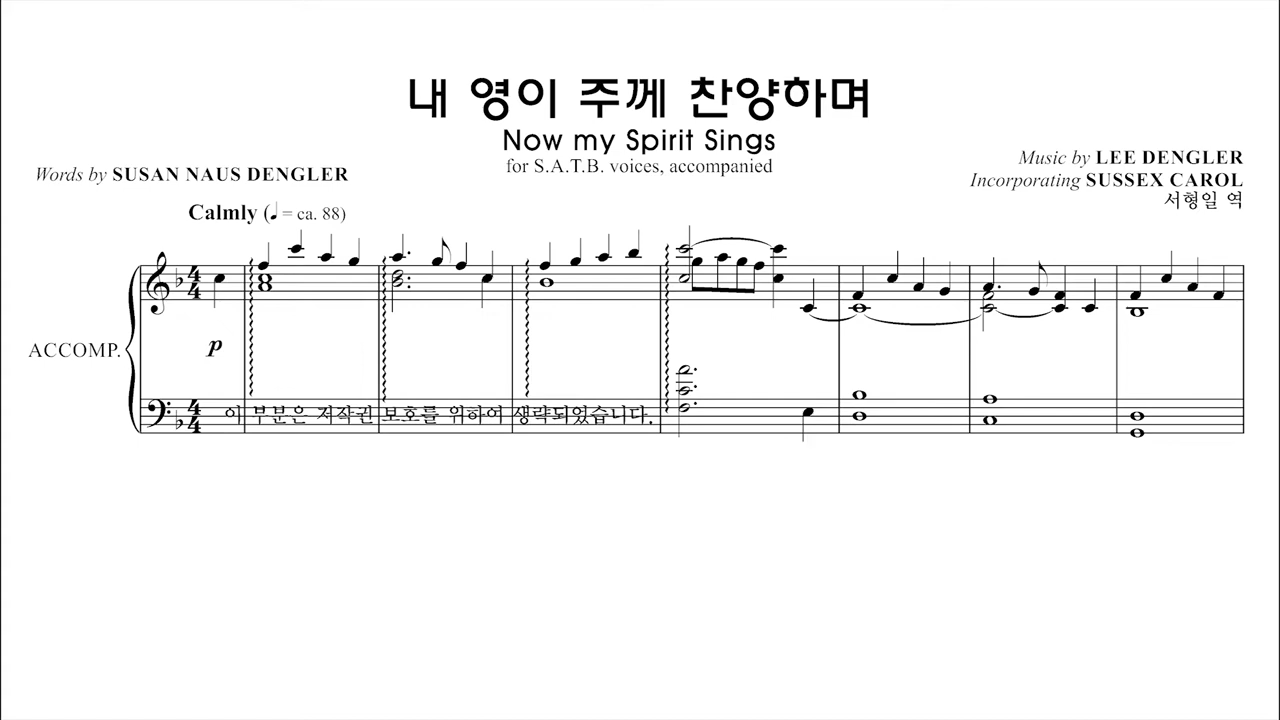 내 영이 주께 찬양하며
Now my Spirit Sings
for S.A.T.B. voices, accompanied
Words by SUSAN NAUS DENGLER
Music by LEE DENGLER
Incorporating SUSSEX CAROL
서형일 역
Calmly (♩ = ca. 88)
ACCOMP.
p
이 부분은 저작권 보호를 위하여 생략되었습니다.